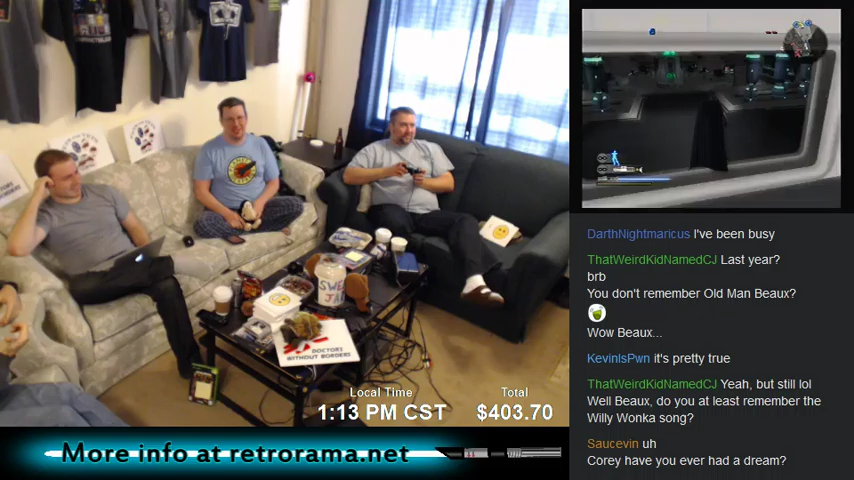 SWEAR
JAR
DOCTORS
WITHOUT BORDERS
Local Time
1:13 PM CST
Total
$403.70
More info at retrorama.net
DarthNightmaricus I've been busy
ThatWeirdKidNamedCJ Last year?
brb
You don't remember Old Man Beaux?
Wow Beaux...
KevinIsPwn it's pretty true
ThatWeirdKidNamedCJ Yeah, but still lol
Well Beaux, do you at least remember the
Willy Wonka song?
Saucevin uh
Corey have you ever had a dream?